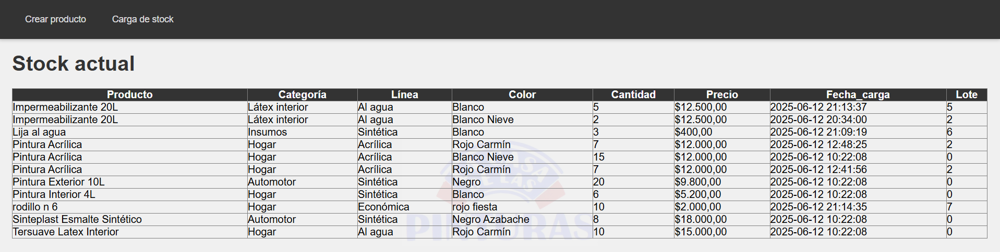 Crear producto Carga de stock
Stock actual
Producto Categoría Línea Color Cantidad Precio Fecha_carga Lote
Impermeabilizante 20L Látex interior Al agua Blanco 5 $12.500,00 2025-06-12 21:13:37 5
Impermeabilizante 20L Látex interior Al agua Blanco Nieve 2 $12.500,00 2025-06-12 20:34:00 2
Lija al agua Insumos Sintética Blanco 3 $400,00 2025-06-12 21:09:19 6
Pintura Acrílica Hogar Acrílica Rojo Carmín 7 $12.000,00 2025-06-12 12:48:25 2
Pintura Acrílica Hogar Acrílica Blanco Nieve 15 $12.000,00 2025-06-12 10:22:08 0
Pintura Acrílica Hogar Acrílica Rojo Carmín 7 $12.000,00 2025-06-12 12:41:56 2
Pintura Exterior 10L Automotor Sintética Negro 20 $9.800,00 2025-06-12 10:22:08 0
Pintura Interior 4L Hogar Sintética Blanco 6 $5.200,00 2025-06-12 10:22:08 0
rodillo n 6 Hogar Económica rojo fiesta 10 $2.000,00 2025-06-12 21:14:35 7
Sinteplast Esmalte Sintético Automotor Sintética Negro Azabache 8 $18.000,00 2025-06-12 10:22:08 0
Tersuave Latex Interior Hogar Al agua Rojo Carmín 10 $15.000,00 2025-06-12 10:22:08 0
CASA
LAS
PINTURAS